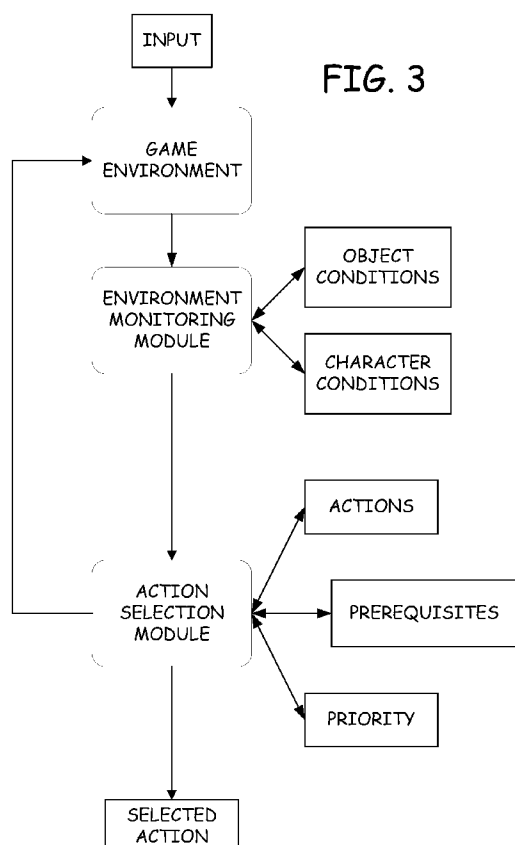 INPUT
FIG. 3
GAME
ENVIRONMENT
ENVIRONMENT
MONITORING
MODULE
OBJECT
CONDITIONS
CHARACTER
CONDITIONS
ACTIONS
ACTION
SELECTION
MODULE
PREREQUISITES
PRIORITY
SELECTED
ACTION